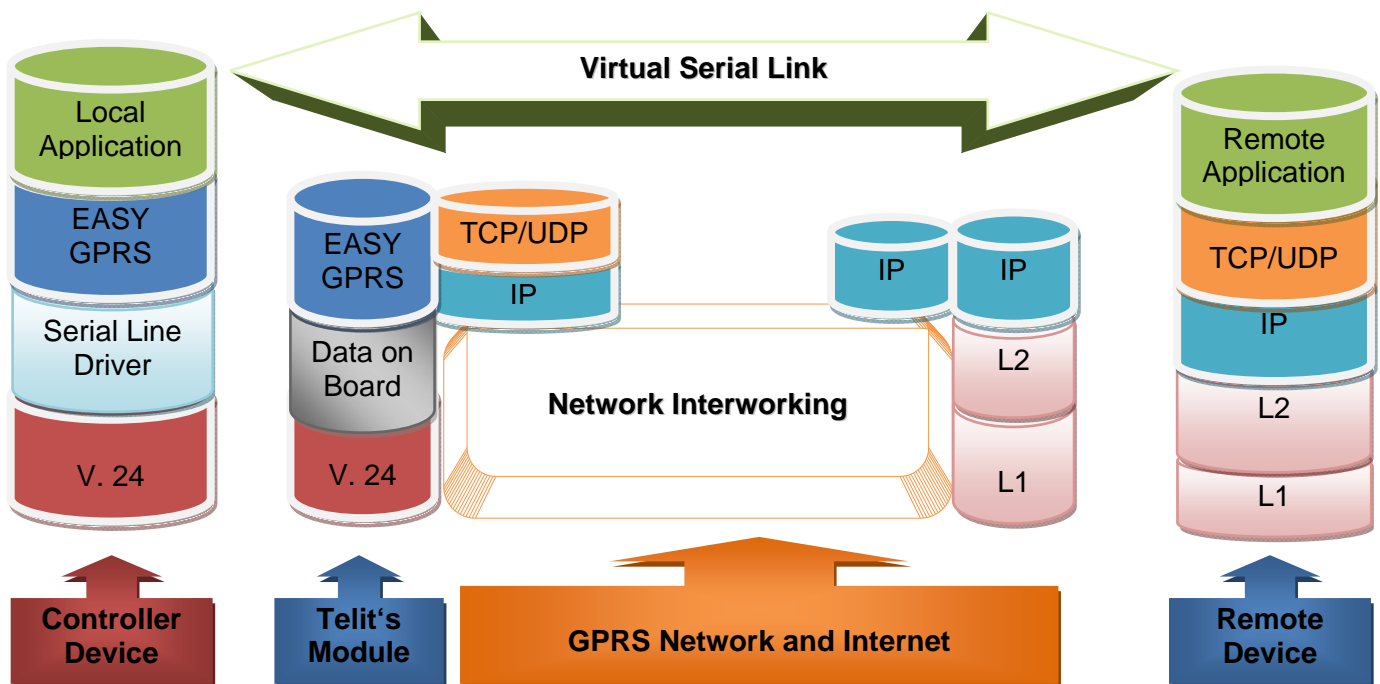 Virtual Serial Link
Local
Application
EASY
GPRS
Serial Line
Driver
V. 24
EASY
GPRS
Data on
Board
V. 24
TCP/UDP
IP
Network Interworking
IP
IP
L2
L1
Remote
Application
TCP/UDP
IP
L2
L1
Controller
Device
Telit‘s
Module
GPRS Network and Internet
Remote
Device